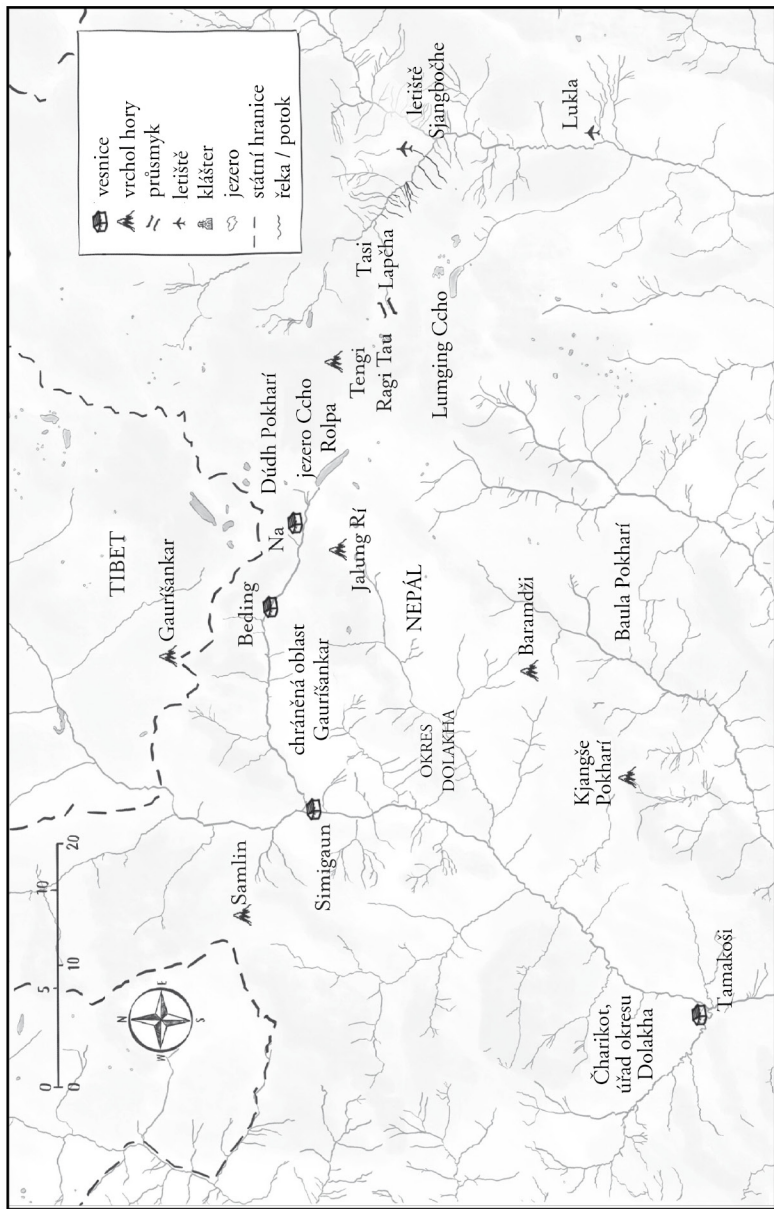 vesnice
vrchol hory
průsmyk
letiště
klášter
jezero
státní hranice
řeka / potok
0 5 10
0 10 20
N
E
S
W
TIBET
Gauríšankar
Samlin
Beding
Na
Dúdh Pokharí
jezero Ccho
Rolpa
Simigaun
chráněná oblast
Gauríšankar
Jalung Rí
Tengi
Ragi Tau
Tasi
Lapčha
letiště
Sjangboče
NEPÁL
OKRES
DOLAKHA
Lumging Ccho
Baramdži
Lukla
Kjangše
Pokharí
Baula Pokharí
Čharikot,
úřad okresu
Dolakha
Tamakoši